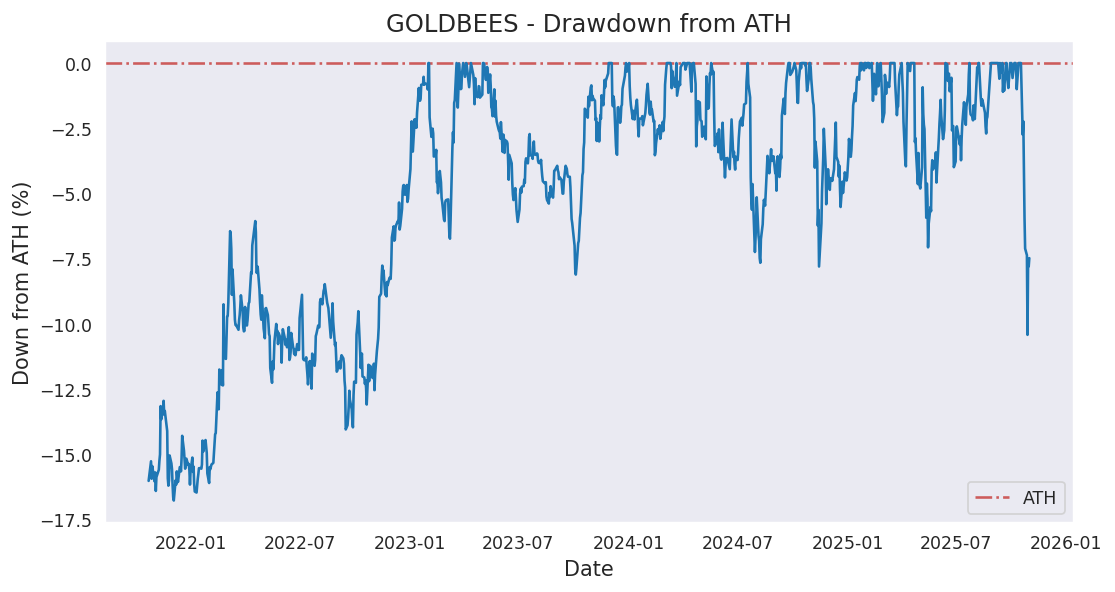 GOLDBEES - Drawdown from ATH
Down from ATH (%)
0.0
−2.5
−5.0
−7.5
−10.0
−12.5
−15.0
−17.5
ATH
2022-01 2022-07 2023-01 2023-07 2024-01 2024-07 2025-01 2025-07 2026-01
Date